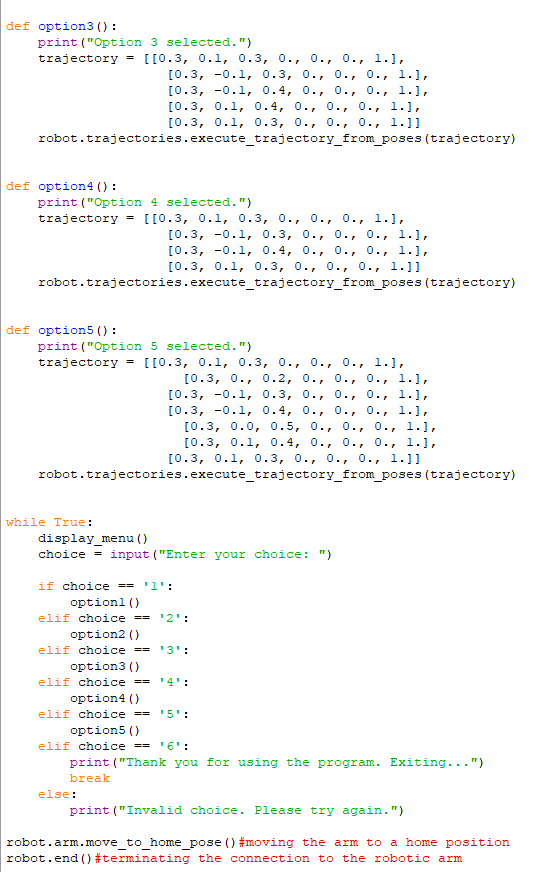 def option3():
    print("Option 3 selected.")
    trajectory = [[0.3, 0.1, 0.3, 0., 0., 0., 1.],
                    [0.3, -0.1, 0.3, 0., 0., 0., 1.],
                    [0.3, -0.1, 0.4, 0., 0., 0., 1.],
                    [0.3, 0.1, 0.4, 0., 0., 0., 1.],
                    [0.3, 0.1, 0.3, 0., 0., 0., 1.]]
    robot.trajectories.execute_trajectory_from_poses(trajectory)
def option4():
    print("Option 4 selected.")
    trajectory = [[0.3, 0.1, 0.3, 0., 0., 0., 1.],
                    [0.3, -0.1, 0.3, 0., 0., 0., 1.],
                    [0.3, -0.1, 0.4, 0., 0., 0., 1.],
                    [0.3, 0.1, 0.3, 0., 0., 0., 1.]]
    robot.trajectories.execute_trajectory_from_poses(trajectory)
def option5():
    print("Option 5 selected.")
    trajectory = [[0.3, 0.1, 0.3, 0., 0., 0., 1.],
                      [0.3, 0., 0.2, 0., 0., 0., 1.],
                    [0.3, -0.1, 0.3, 0., 0., 0., 1.],
                    [0.3, -0.1, 0.4, 0., 0., 0., 1.],
                      [0.3, 0.0, 0.5, 0., 0., 0., 1.],
                      [0.3, 0.1, 0.4, 0., 0., 0., 1.],
                    [0.3, 0.1, 0.3, 0., 0., 0., 1.]]
    robot.trajectories.execute_trajectory_from_poses(trajectory)
while True:
    display_menu()
    choice = input("Enter your choice: ")
    if choice == '1':
        option1()
    elif choice == '2':
        option2()
    elif choice == '3':
        option3()
    elif choice == '4':
        option4()
    elif choice == '5':
        option5()
    elif choice == '6':
        print("Thank you for using the program. Exiting...")
        break
    else:
        print("Invalid choice. Please try again.")
robot.arm.move_to_home_pose()#moving the arm to a home position
robot.end()#terminating the connection to the robotic arm